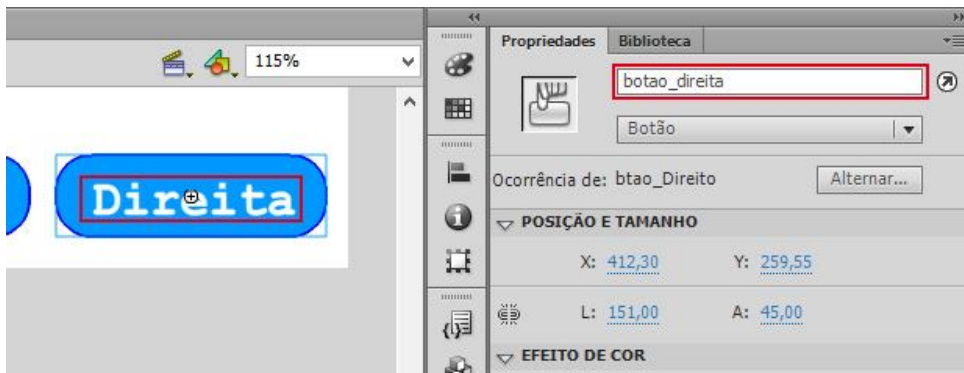 115%
Direita
Propriedades Biblioteca
botao_direita
Botão
Ocorrência de: btao_Direito Alternar...
POSIÇÃO E TAMANHO
X: 412,30 Y: 259,55
L: 151,00 A: 45,00
EFEITO DE COR